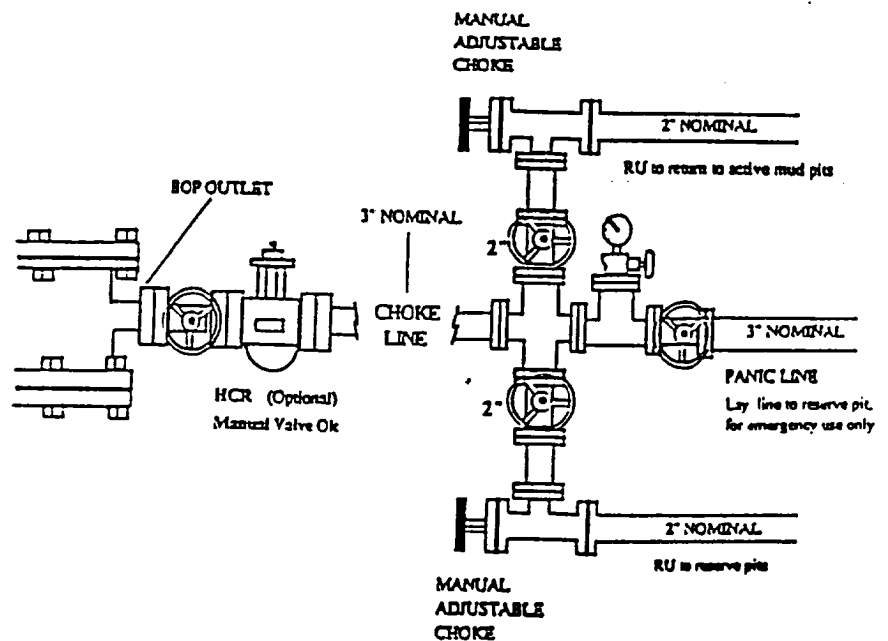 MANUAL
ADJUSTABLE
CHOKE
2" NOMINAL
RU to return to active mud pits
BOP OUTLET
3" NOMINAL
2"
CHOKE
LINE
3" NOMINAL
HCR (Optional)
Manual Valve Ok
PANIC LINE
Lay line to reserve pit,
for emergency use only
2"
2" NOMINAL
RU to reserve pits
MANUAL
ADJUSTABLE
CHOKE